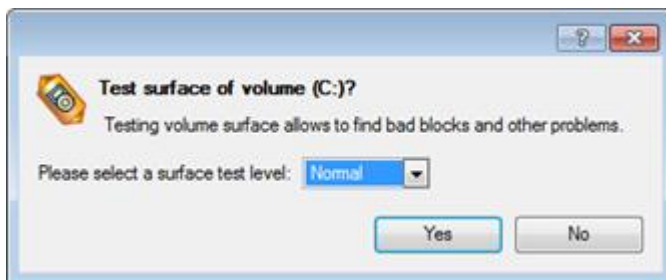 Test surface of volume (C:)?
Testing volume surface allows to find bad blocks and other problems.
Please select a surface test level: Normal
Yes No